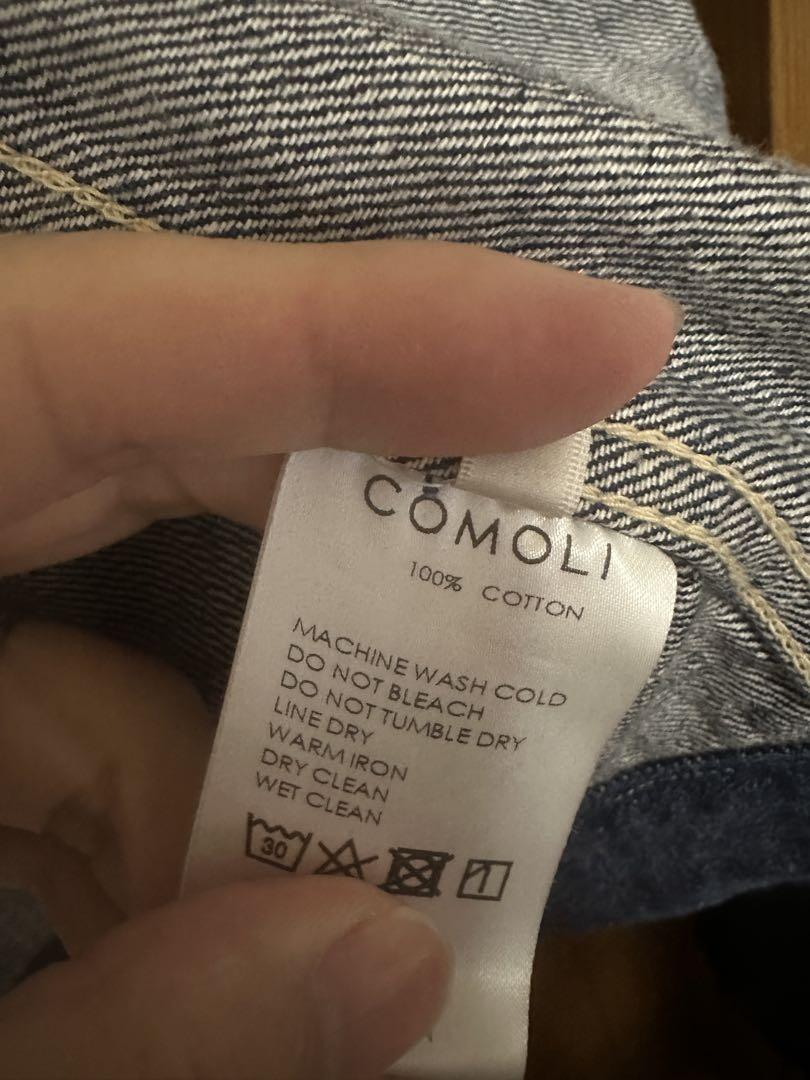 COMOLI
100% COTTON
MACHINE WASH COLD
DO NOT BLEACH
DO NOT TUMBLE DRY
LINE DRY
WARM IRON
DRY CLEAN
WET CLEAN
30